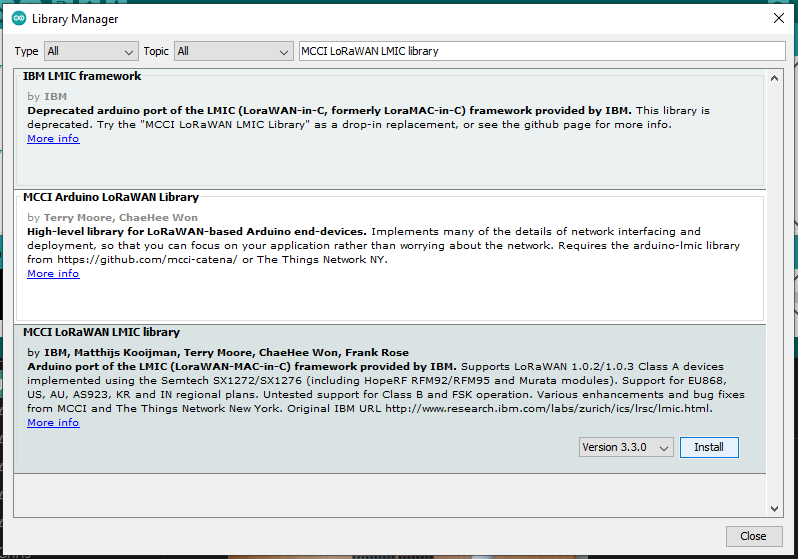 Library Manager
Type All Topic All MCCI LoRaWAN LMIC library
IBM LMIC framework
by IBM
Deprecated arduino port of the LMIC (LoraWAN-in-C, formerly LoraMAC-in-C) framework provided by IBM. This library is
deprecated. Try the "MCCI LoRaWAN LMIC Library" as a drop-in replacement, or see the github page for more info.
More info
MCCI Arduino LoRaWAN Library
by Terry Moore, ChaeHee Won
High-level library for LoRaWAN-based Arduino end-devices. Implements many of the details of network interfacing and
deployment, so that you can focus on your application rather than worrying about the network. Requires the arduino-lmic library
from https://github.com/mcci-catena/ or The Things Network NY.
More info
MCCI LoRaWAN LMIC library
by IBM, Matthijs Kooijman, Terry Moore, ChaeHee Won, Frank Rose
Arduino port of the LMIC (LoraWAN-MAC-in-C) framework provided by IBM. Supports LoRaWAN 1.0.2/1.0.3 Class A devices
implemented using the Semtech SX1272/SX1276 (including HopeRF RFM92/RFM95 and Murata modules). Support for EU868,
US, AU, AS923, KR and IN regional plans. Untested support for Class B and FSK operation. Various enhancements and bug fixes
from MCCI and The Things Network New York. Original IBM URL http://www.research.ibm.com/labs/zurich/ics/lrsc/lmic.html.
More info
Version 3.3.0 Install
Close